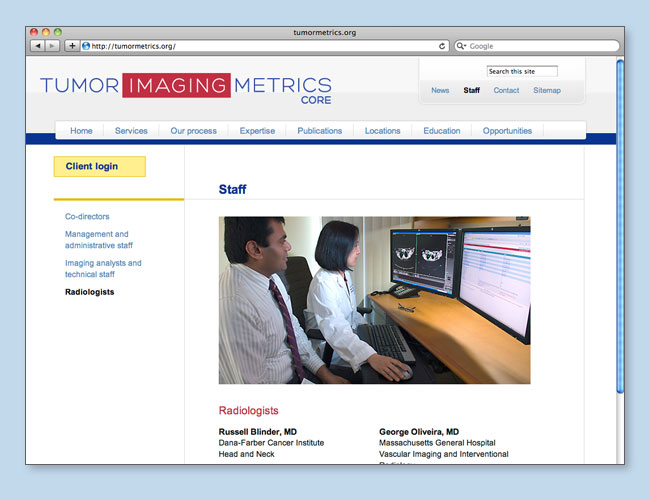 tumormetrics.org
http://tumormetrics.org/
Google
TUMOR IMAGING METRICS
CORE
Search this site
News Staff Contact Sitemap
Home Services Our process Expertise Publications Locations Education Opportunities
Client login
Co-directors
Management and
administrative staff
Imaging analysts and
technical staff
Radiologists
Staff
Radiologists
Russell Blinder, MD
Dana-Farber Cancer Institute
Head and Neck
George Oliveira, MD
Massachusetts General Hospital
Vascular Imaging and Interventional
Radiology